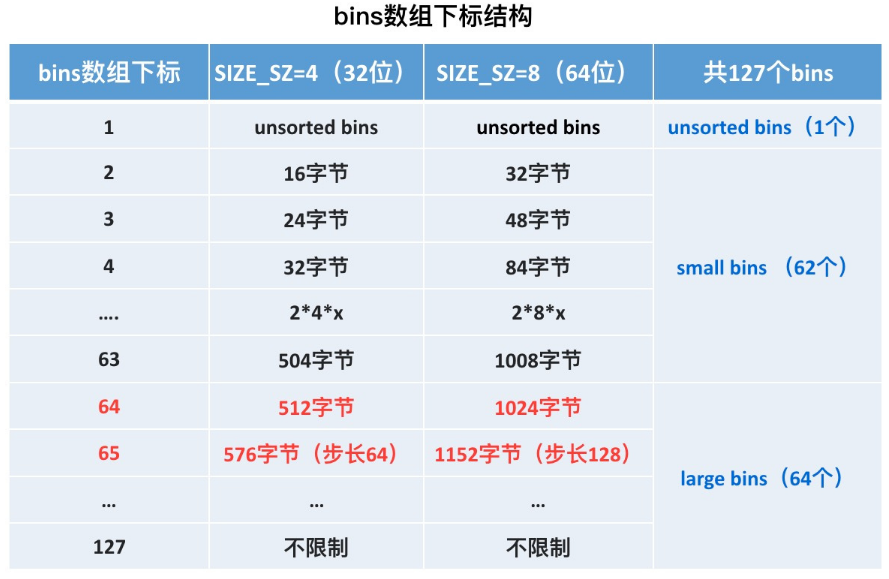 bins数组下标结构
bins数组下标 SIZE_SZ=4（32位） SIZE_SZ=8（64位） 共127个bins
1 unsorted bins unsorted bins unsorted bins（1个）
2 16字节 32字节
3 24字节 48字节
4 32字节 84字节 small bins （62个）
.... 2*4*x 2*8*x
63 504字节 1008字节
64 512字节 1024字节
65 576字节（步长64） 1152字节（步长128）
large bins（64个）
... ... ...
127 不限制 不限制